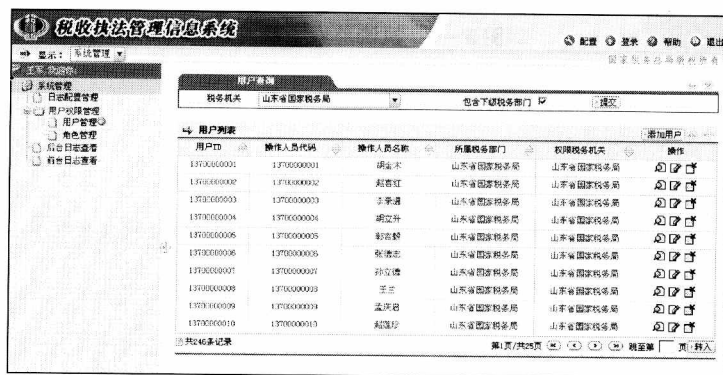 税收执法管理信息系统
配置 登录 帮助 退出
显示： 系统管理
国家税务总局版权所有
系统管理
日志配置管理
用户权限管理
用户管理
角色管理
后台日志查看
前台日志查看
用户查询
税务机关 山东省国家税务局 包含下级税务部门 提交
用户列表 添加用户
用户ID 操作人员代码 操作人员名称 所属税务部门 权限税务机关 操作
13700000001 13700000001 山东省国家税务局 山东省国家税务局
13700000002 13700000002 山东省国家税务局 山东省国家税务局
13700000003 13700000003 山东省国家税务局 山东省国家税务局
13700000004 13700000004 胡立升 山东省国家税务局 山东省国家税务局
13700000005 13700000005 山东省国家税务局 山东省国家税务局
13700000006 13700000006 张德志 山东省国家税务局 山东省国家税务局
13700000007 13700000007 孙立德 山东省国家税务局 山东省国家税务局
13700000008 13700000008 王兰 山东省国家税务局 山东省国家税务局
13700000009 13700000009 孟庆启 山东省国家税务局 山东省国家税务局
13700000010 13700000010 山东省国家税务局 山东省国家税务局
共246条记录 第1页/共25页 跳至第 页 转入